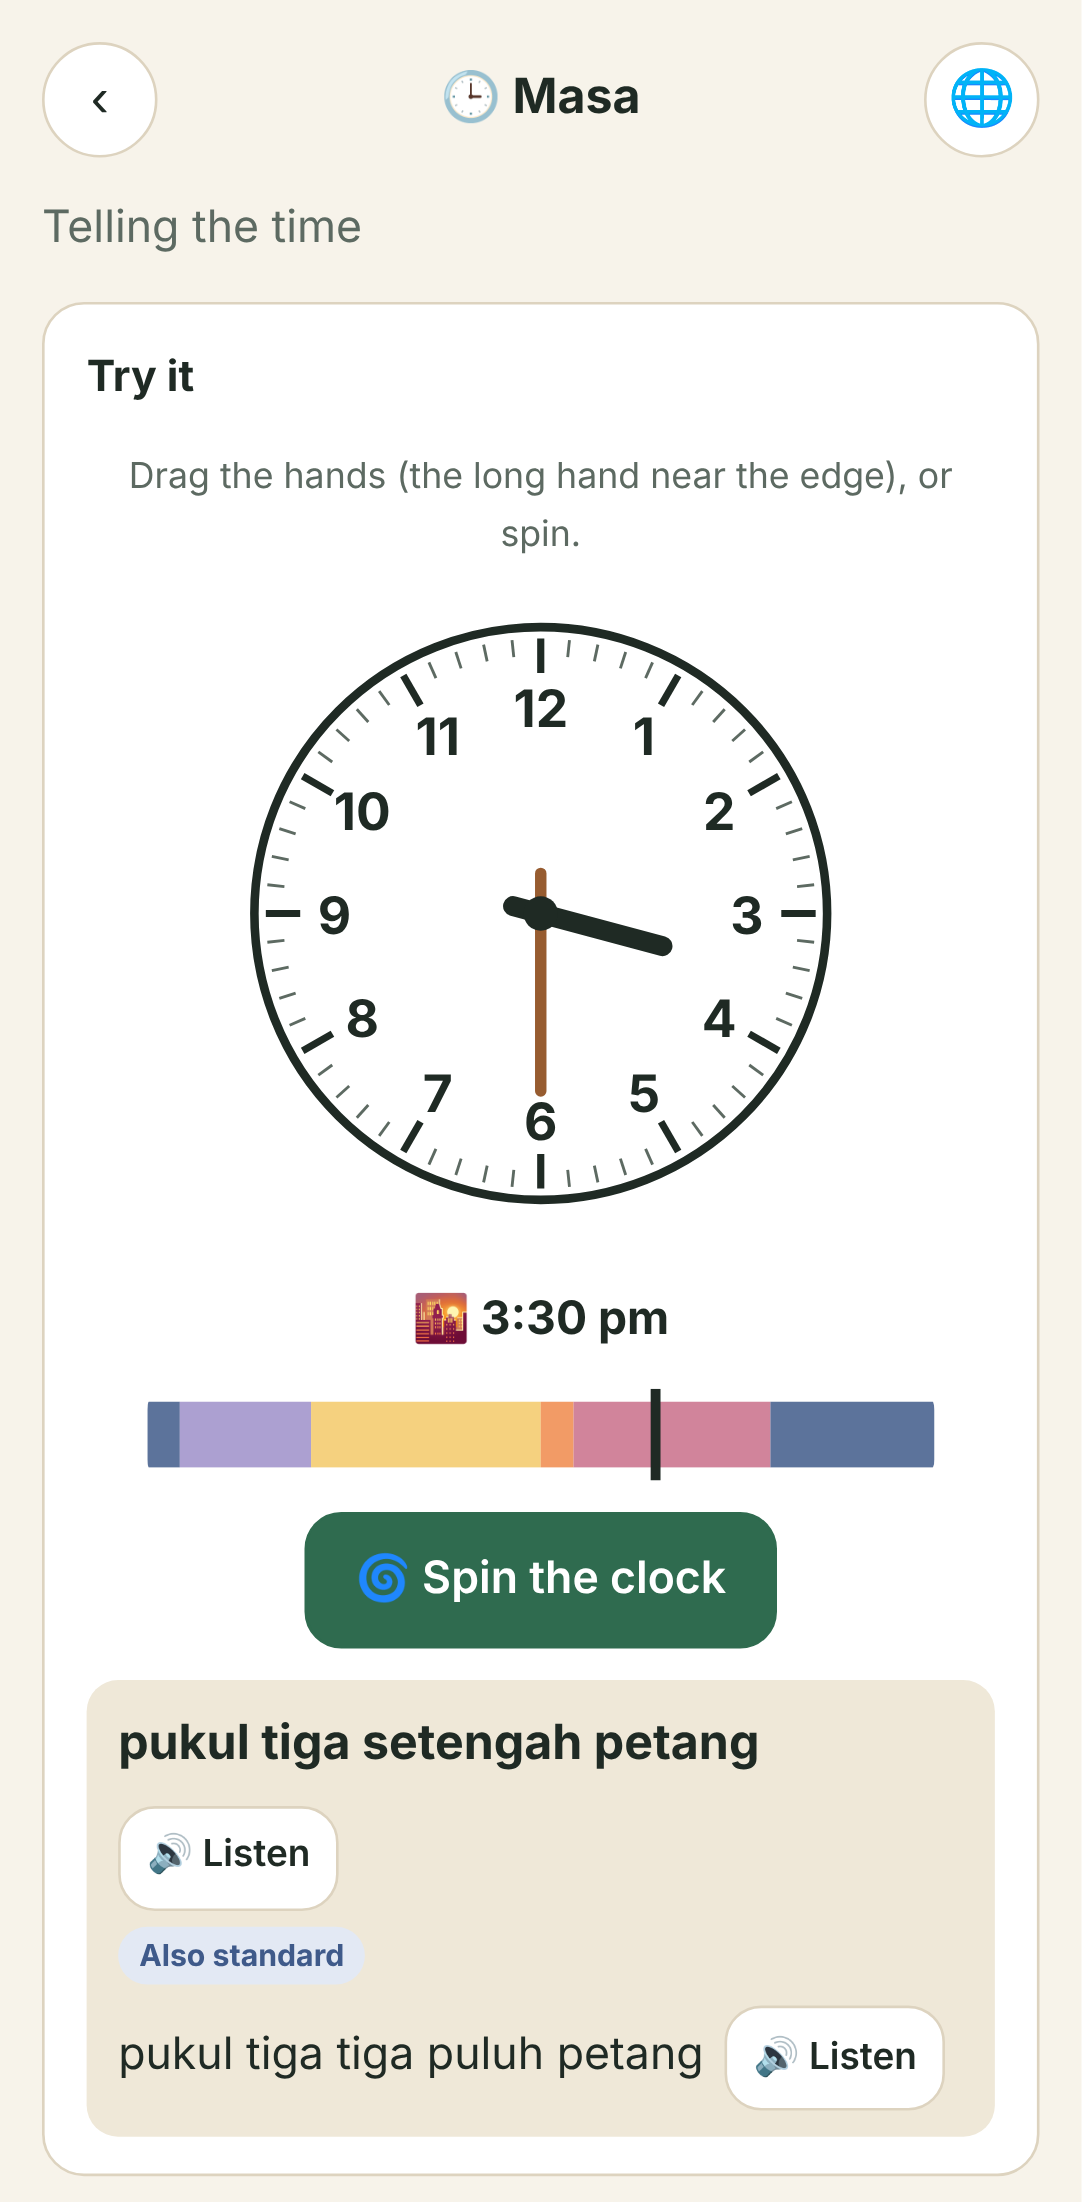 ‹
🕒 Masa
🌐
Telling the time
Try it
Drag the hands (the long hand near the edge), or
spin.
12
11
1
10
2
9
3
8
4
7
5
6
🌇 3:30 pm
🌀 Spin the clock
pukul tiga setengah petang
🔊 Listen
Also standard
pukul tiga tiga puluh petang
🔊 Listen